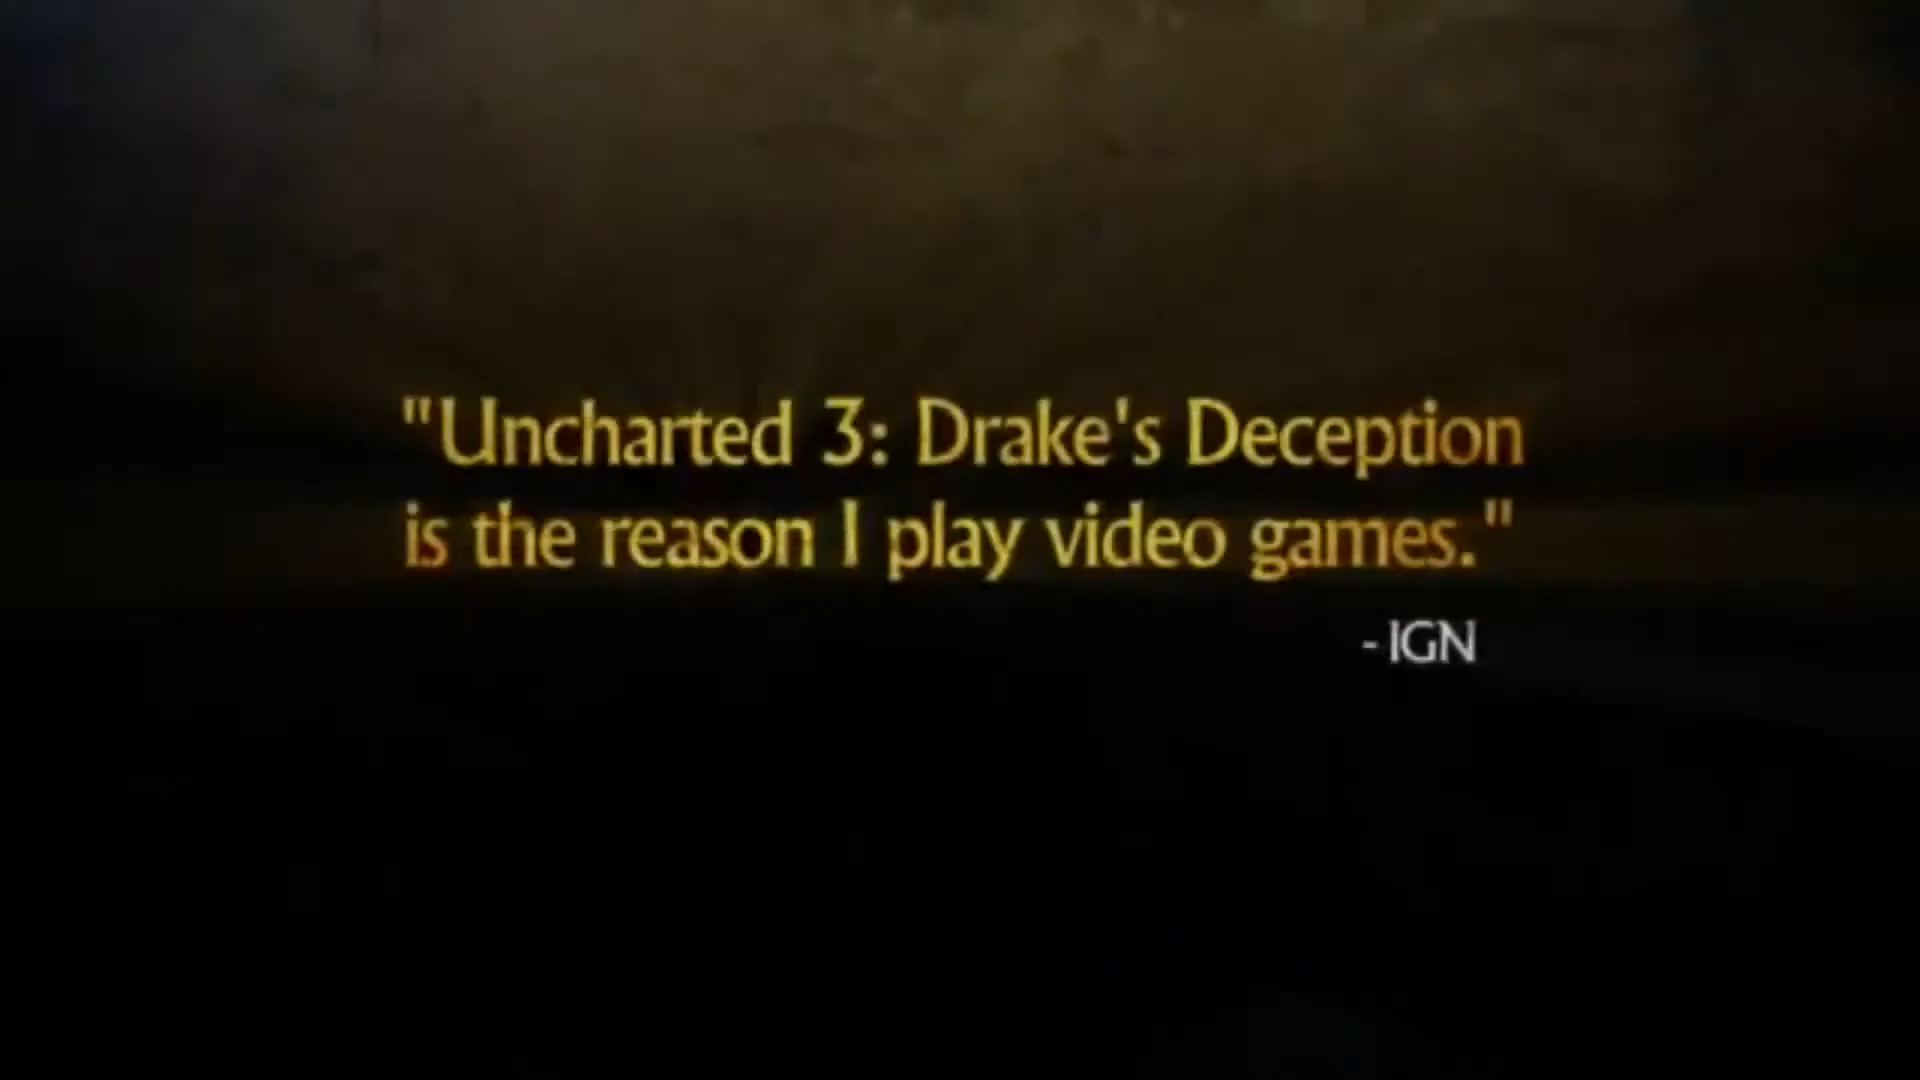 "Uncharted 3: Drake's Deception
is the reason I play video games."
- IGN